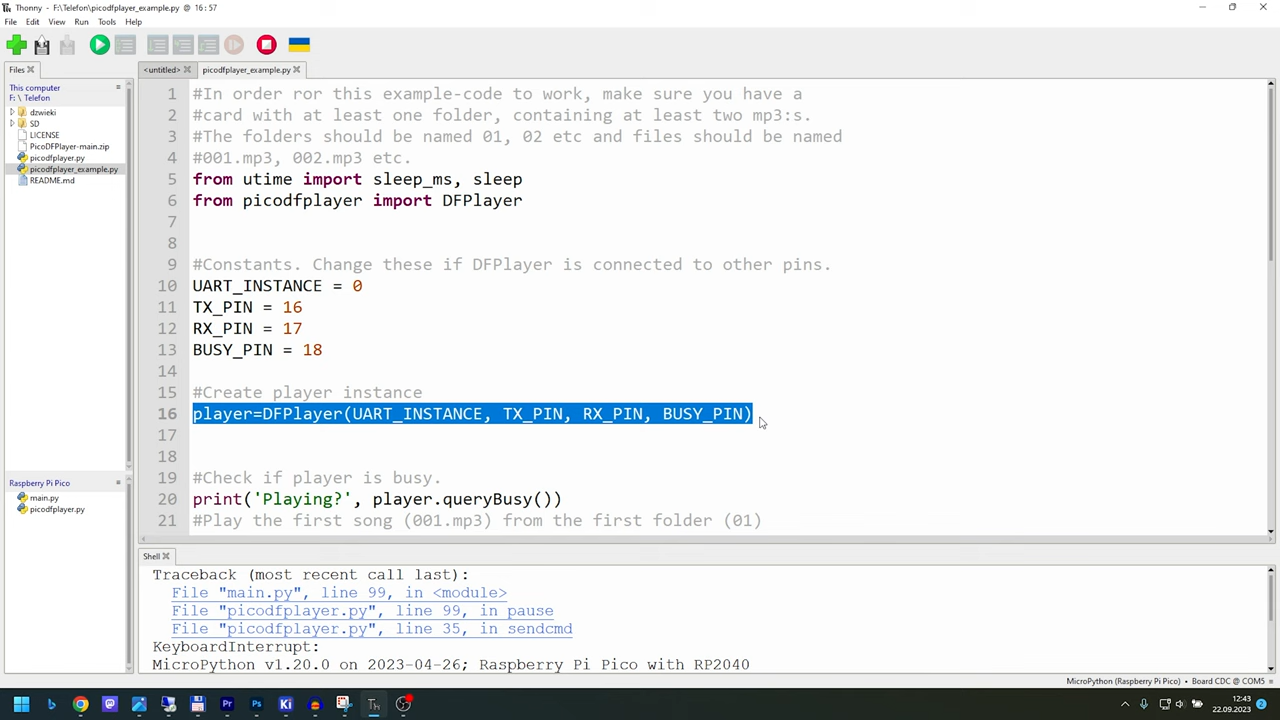 Thonny - F:\Telefon\picodfplayer_example.py @ 16 : 57
File Edit View Run Tools Help
Files
This computer
F: \ Telefon
dzwieki
SD
LICENSE
PicoDFPlayer-main.zip
picodfplayer.py
picodfplayer_example.py
README.md
Raspberry Pi Pico
main.py
picodfplayer.py
<untitled> picodfplayer_example.py
1 #In order ror this example-code to work, make sure you have a
2 #card with at least one folder, containing at least two mp3:s.
3 #The folders should be named 01, 02 etc and files should be named
4 #001.mp3, 002.mp3 etc.
5 from utime import sleep_ms, sleep
6 from picodfplayer import DFPlayer
7
8
9 #Constants. Change these if DFPlayer is connected to other pins.
10 UART_INSTANCE = 0
11 TX_PIN = 16
12 RX_PIN = 17
13 BUSY_PIN = 18
14
15 #Create player instance
16 player=DFPlayer(UART_INSTANCE, TX_PIN, RX_PIN, BUSY_PIN)
17
18
19 #Check if player is busy.
20 print('Playing?', player.queryBusy())
21 #Play the first song (001.mp3) from the first folder (01)
Shell
Traceback (most recent call last):
File "main.py", line 99, in <module>
File "picodfplayer.py", line 99, in pause
File "picodfplayer.py", line 35, in sendcmd
KeyboardInterrupt:
MicroPython v1.20.0 on 2023-04-26; Raspberry Pi Pico with RP2040
MicroPython (Raspberry Pi Pico) • Board CDC @ COM5
Pr Ps Ki Th
12:43
22.09.2023
2